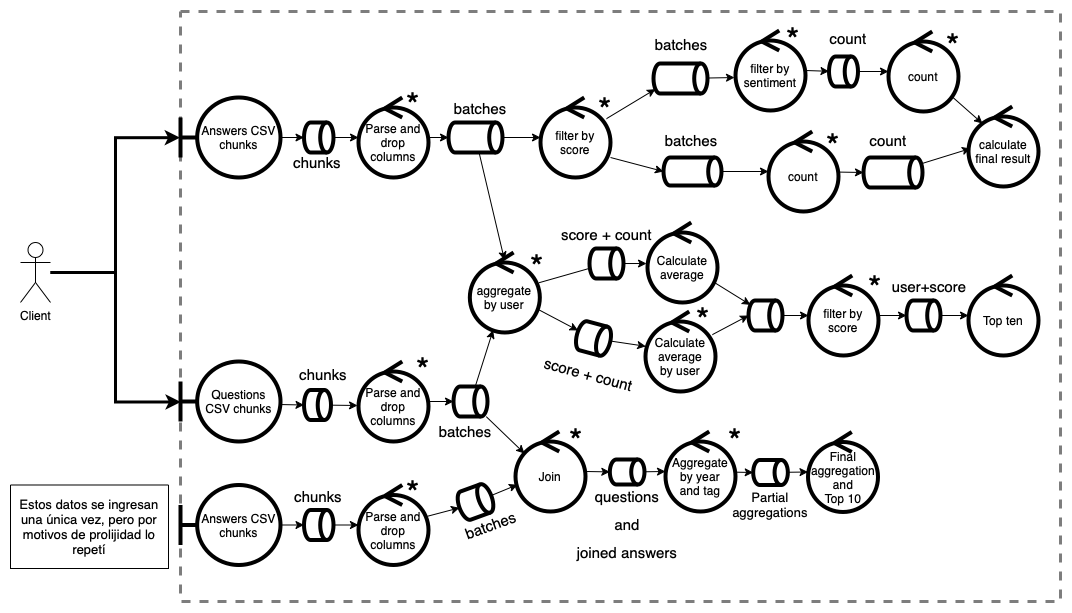 batches
*
filter by
sentiment
count
*
count
Answers CSV
chunks
chunks
*
Parse and
drop
columns
batches
*
filter by
score
batches
*
count
count
calculate
final result
Client
*
aggregate
by user
score + count
Calculate
average
score + count
*
Calculate
average
by user
*
filter by
score
user+score
Top ten
Questions
CSV chunks
chunks
*
Parse and
drop
columns
batches
Estos datos se ingresan
una única vez, pero por
motivos de prolijidad lo
repetí
Answers CSV
chunks
chunks
*
Parse and
drop
columns
batches
*
Join
questions
and
joined answers
*
Aggregate
by year
and tag
Partial
aggregations
Final
aggregation
and
Top 10